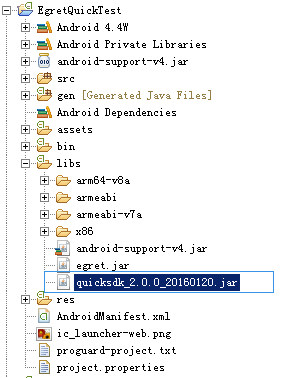 EgretQuickTest
Android 4.4W
Android Private Libraries
android-support-v4.jar
src
gen [Generated Java Files]
Android Dependencies
assets
bin
libs
arm64-v8a
armeabi
armeabi-v7a
x86
android-support-v4.jar
egret.jar
quicksdk_2.0.0_20160120.jar
res
AndroidManifest.xml
ic_launcher-web.png
proguard-project.txt
project.properties